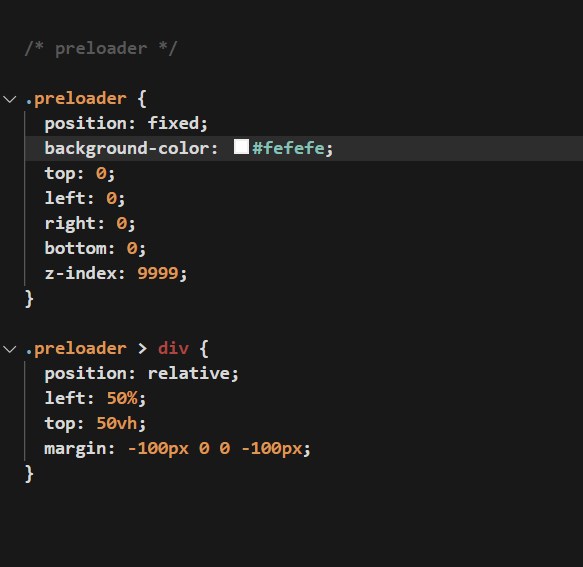 /* preloader */
.preloader {
position: fixed;
background-color: #fefefe;
top: 0;
left: 0;
right: 0;
bottom: 0;
z-index: 9999;
}
.preloader > div {
position: relative;
left: 50%;
top: 50vh;
margin: -100px 0 0 -100px;
}